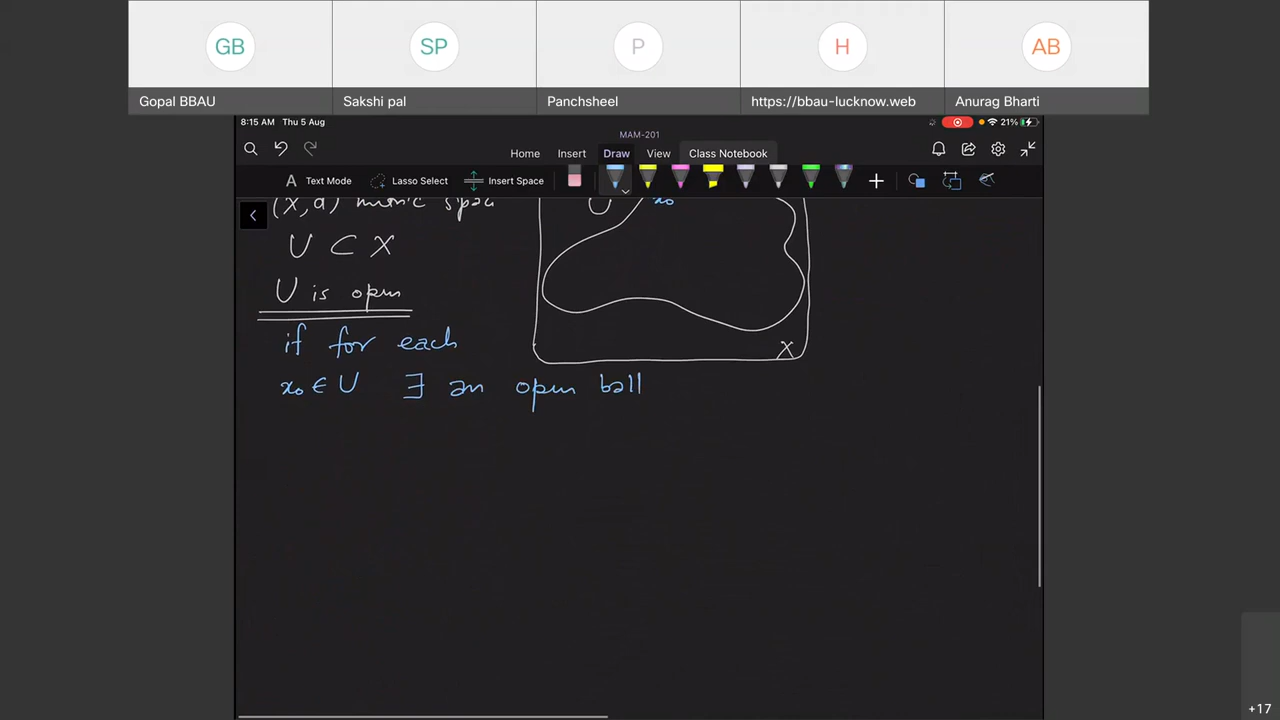 GB SP P H AB
Gopal BBAU Sakshi pal Panchsheel https://bbau-lucknow.web Anurag Bharti
8:15 AM Thu 5 Aug 21%
MAM-201
Home Insert Draw View Class Notebook
A Text Mode Lasso Select Insert Space
(X, d) metric space
U x₀
U ⊂ X
U is open
if for each
X
x₀ ∈ U ∃ an open ball
+17